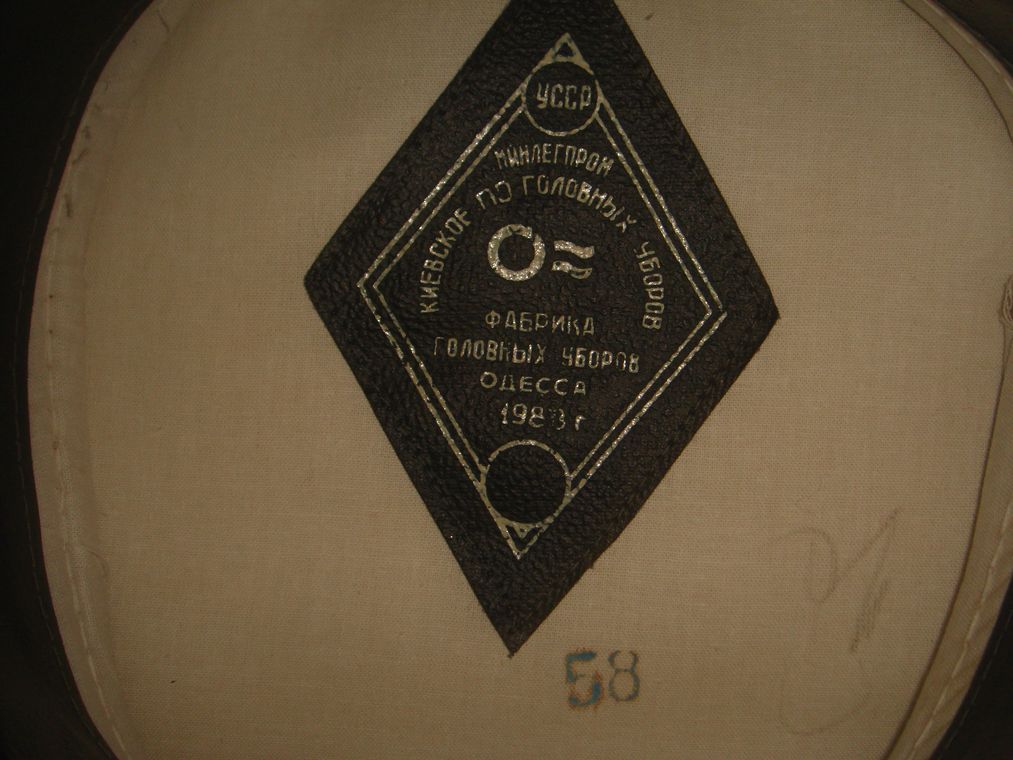 УССР
МИНЛЕГПРОМ
КИЕВСКОЕ ПО ГОЛОВНЫХ УБОРОВ
ФАБРИКА
ГОЛОВНЫХ УБОРОВ
ОДЕССА
1983 г
58